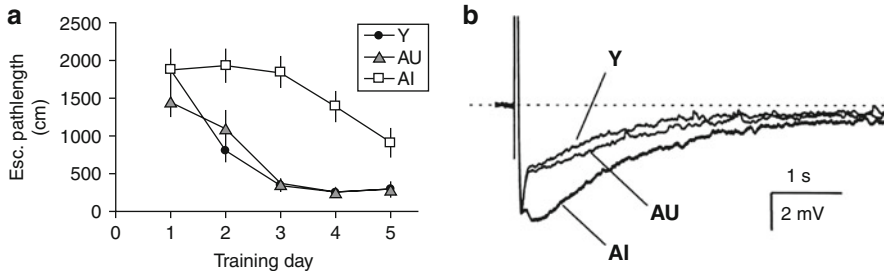 a
Esc. pathlength
(cm)
2500
2000
1500
1000
500
0
0 1 2 3 4 5
Training day
Y
AU
AI
b
Y
AU
AI
1 s
2 mV